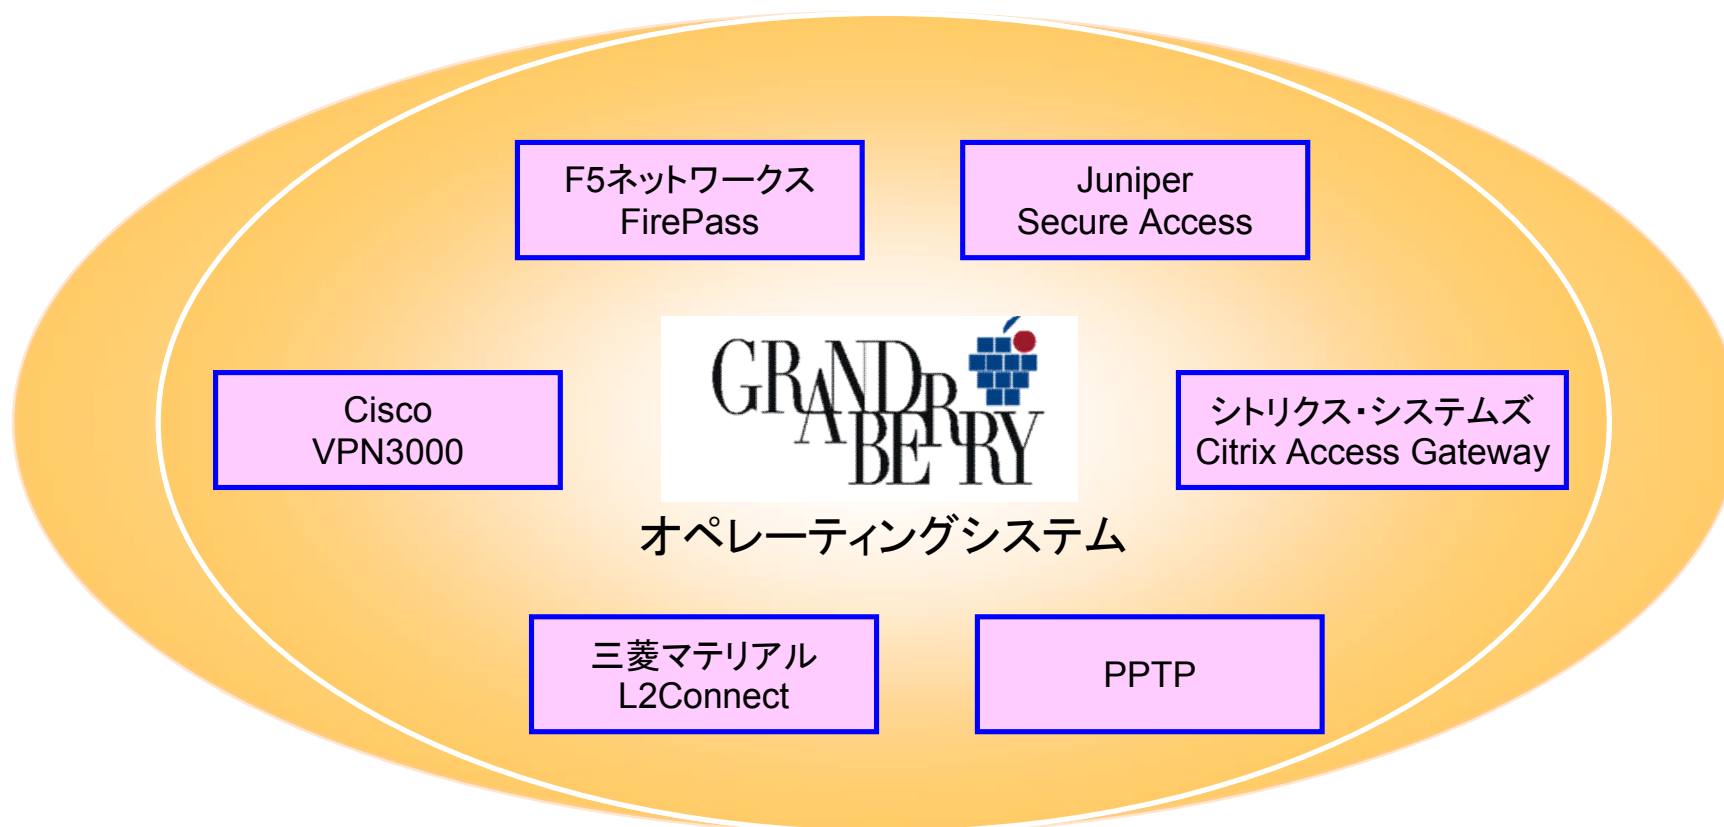 F5ネットワークス
FirePass
Juniper
Secure Access
Cisco
VPN3000
GRANDBERRY
シトリクス・システムズ
Citrix Access Gateway
オペレーティングシステム
三菱マテリアル
L2Connect
PPTP